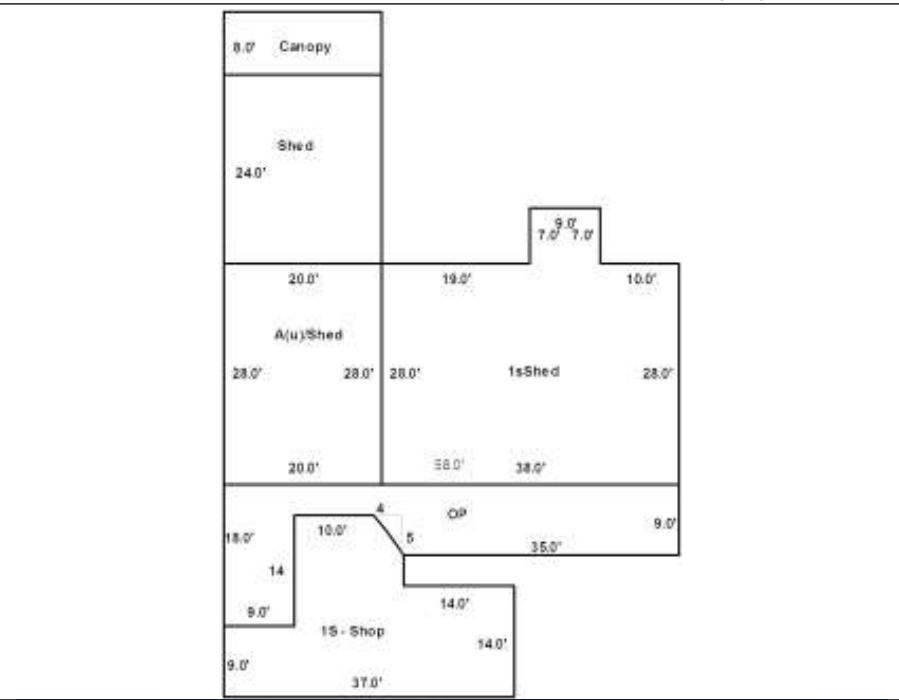 8.0' Canopy
Shed
24.0'
9.0'
7.0' 7.0'
20.0' 19.0' 10.0'
A(u)/Shed
28.0' 28.0' 28.0' 1sShed 28.0'
20.0' 58.0' 38.0'
4 OP
9.0'
18.0' 10.0' 5
35.0'
14
9.0' 14.0'
1S - Shop
14.0'
9.0'
37.0'